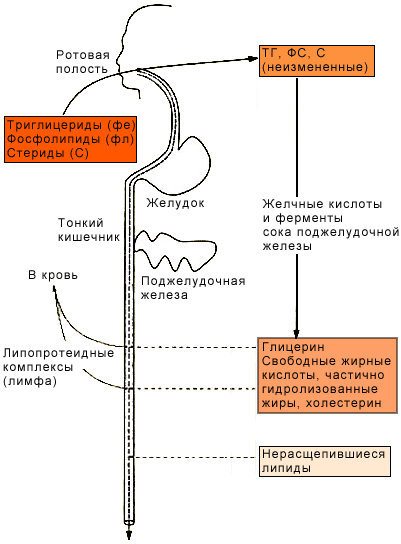 Ротовая
полость
ТГ, ФС, С
(неизмененные)
Триглицериды (фе)
Фосфолипиды (фл)
Стериды (С)
Желудок
Желчные кислоты
и ферменты
сока поджелудочной
железы
Тонкий
кишечник
Поджелудочная
железа
В кровь
Липопротеидные
комплексы
(лимфа)
Глицерин
Свободные жирные
кислоты, частично
гидролизованные
жиры, холестерин
Нерасщепившиеся
липиды